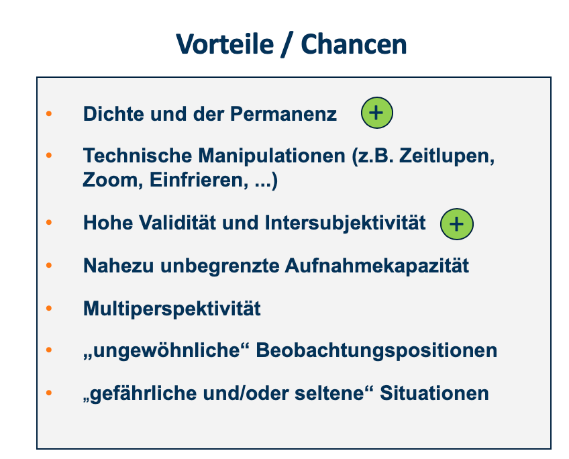 Vorteile / Chancen
• Dichte und der Permanenz +
• Technische Manipulationen (z.B. Zeitlupen,
Zoom, Einfrieren, ...)
• Hohe Validität und Intersubjektivität +
• Nahezu unbegrenzte Aufnahmekapazität
• Multiperspektivität
• „ungewöhnliche“ Beobachtungspositionen
• „gefährliche und/oder seltene“ Situationen